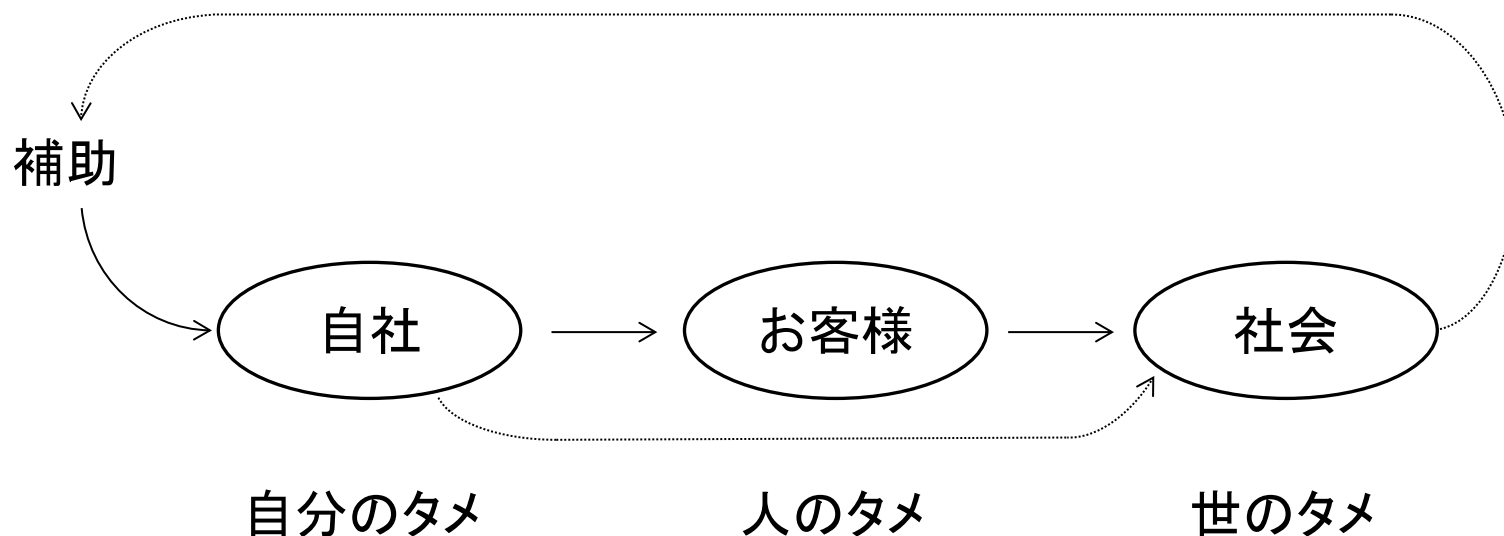 補助
自社
お客様
社会
自分のタメ
人のタメ
世のタメ